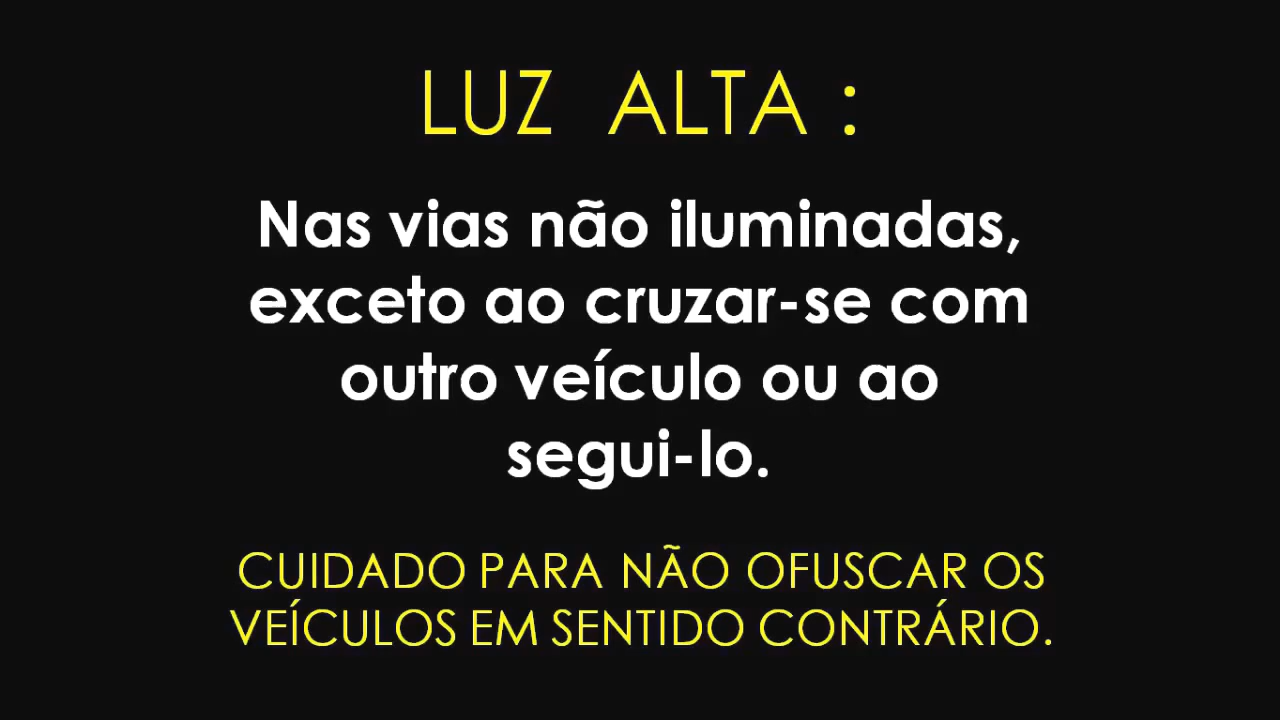 LUZ ALTA :
Nas vias não iluminadas,
exceto ao cruzar-se com
outro veículo ou ao
segui-lo.
CUIDADO PARA NÃO OFUSCAR OS
VEÍCULOS EM SENTIDO CONTRÁRIO.